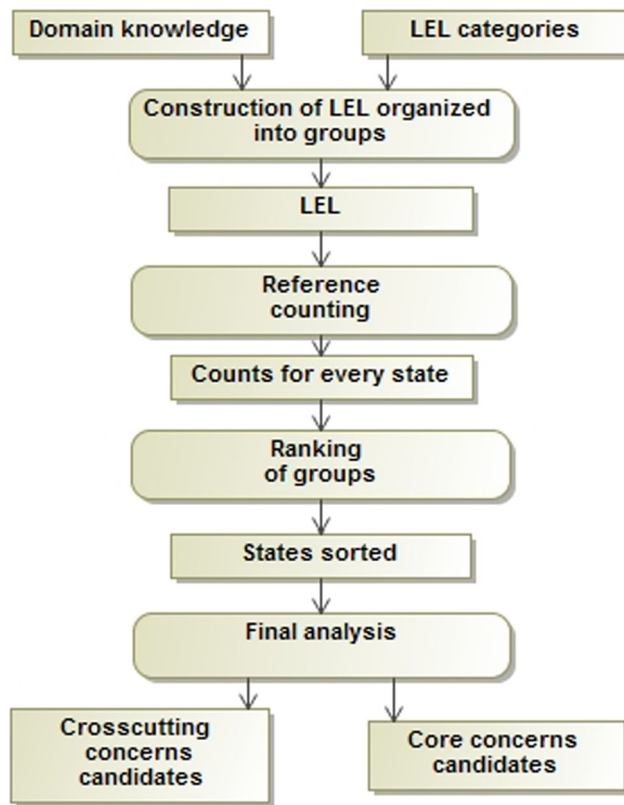 Domain knowledge
LEL categories
Construction of LEL organized
into groups
LEL
Reference
counting
Counts for every state
Ranking
of groups
States sorted
Final analysis
Crosscutting
concerns
candidates
Core concerns
candidates